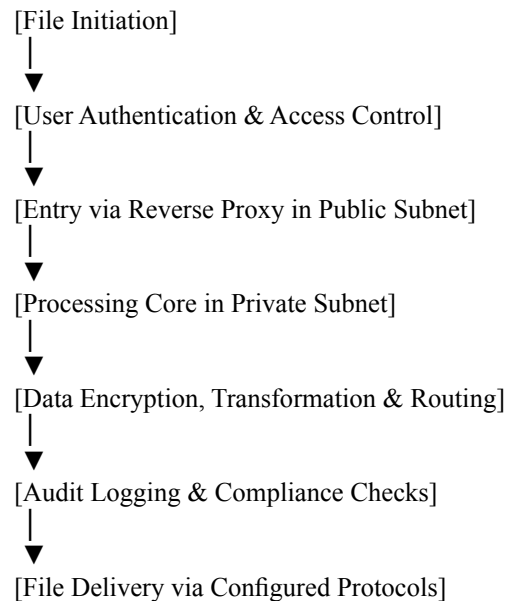 [File Initiation]
[User Authentication & Access Control]
[Entry via Reverse Proxy in Public Subnet]
[Processing Core in Private Subnet]
[Data Encryption, Transformation & Routing]
[Audit Logging & Compliance Checks]
[File Delivery via Configured Protocols]